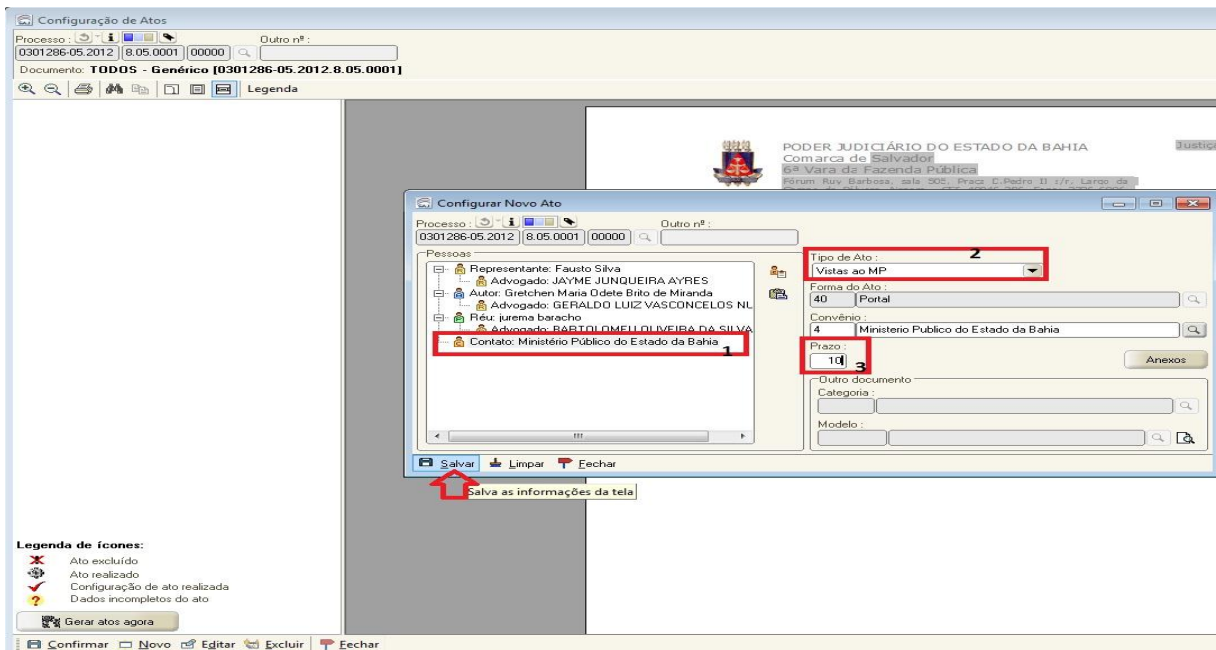 Configuração de Atos
Processo : Outro nº :
0301286-05.2012 8.05.0001 00000
Documento: TODOS - Genérico [0301286-05.2012.8.05.0001]
Legenda
PODER JUDICIÁRIO DO ESTADO DA BAHIA
Comarca de Salvador
6ª Vara da Fazenda Pública
Fórum Ruy Barbosa, sala
Configurar Novo Ato
Processo : Outro nº :
0301286-05.2012 8.05.0001 00000
Pessoas
Representante: Fausto Silva
Advogado: JAYME JUNQUEIRA AYRES
Autor: Gretchen Maria Odete Brito de Miranda
Advogado: GERALDO LUIZ VASCONCELOS NU
Réu: jurema baracho
Advogado: BARTOLOMEU OLIVEIRA DA SILVA
Contato: Ministério Público do Estado da Bahia
1
Tipo de Ato : 2
Vistas ao MP
Forma do Ato :
40 Portal
Convênio :
4 Ministerio Publico do Estado da Bahia
Prazo :
10 3
Anexos
Outro documento
Categoria :
Modelo :
Salvar Limpar Fechar
Salva as informações da tela
Legenda de ícones:
Ato excluído
Ato realizado
Configuração de ato realizada
? Dados incompletos do ato
Gerar atos agora
Confirmar Novo Editar Excluir Fechar